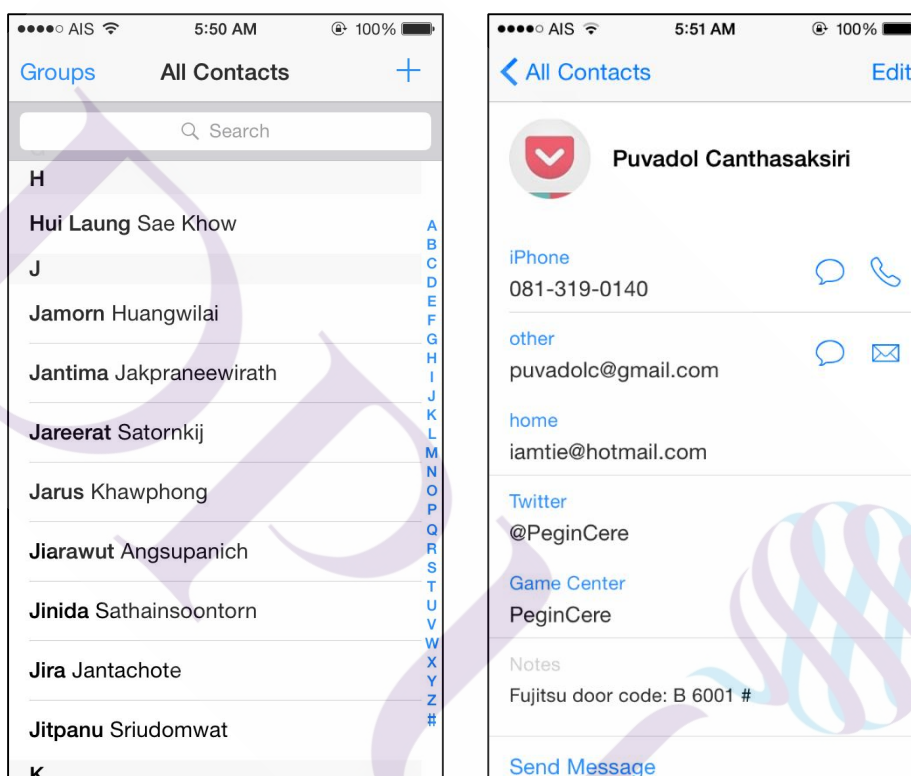 AIS 5:50 AM 100%
Groups All Contacts +
Search
H
Hui Laung Sae Khow
J
Jamorn Huangwilai
Jantima Jakpraneewirath
Jareerat Satornkij
Jarus Khawphong
Jiarawut Angsupanich
Jinida Sathainsoontorn
Jira Jantachote
Jitpanu Sriudomwat
K
A
B
C
D
E
F
G
H
I
J
K
L
M
N
O
P
Q
R
S
T
U
V
W
X
Y
Z
#
AIS 5:51 AM 100%
All Contacts Edit
Puvadol Canthasaksiri
iPhone
081-319-0140
other
puvadolc@gmail.com
home
iamtie@hotmail.com
Twitter
@PeginCere
Game Center
PeginCere
Notes
Fujitsu door code: B 6001 #
Send Message